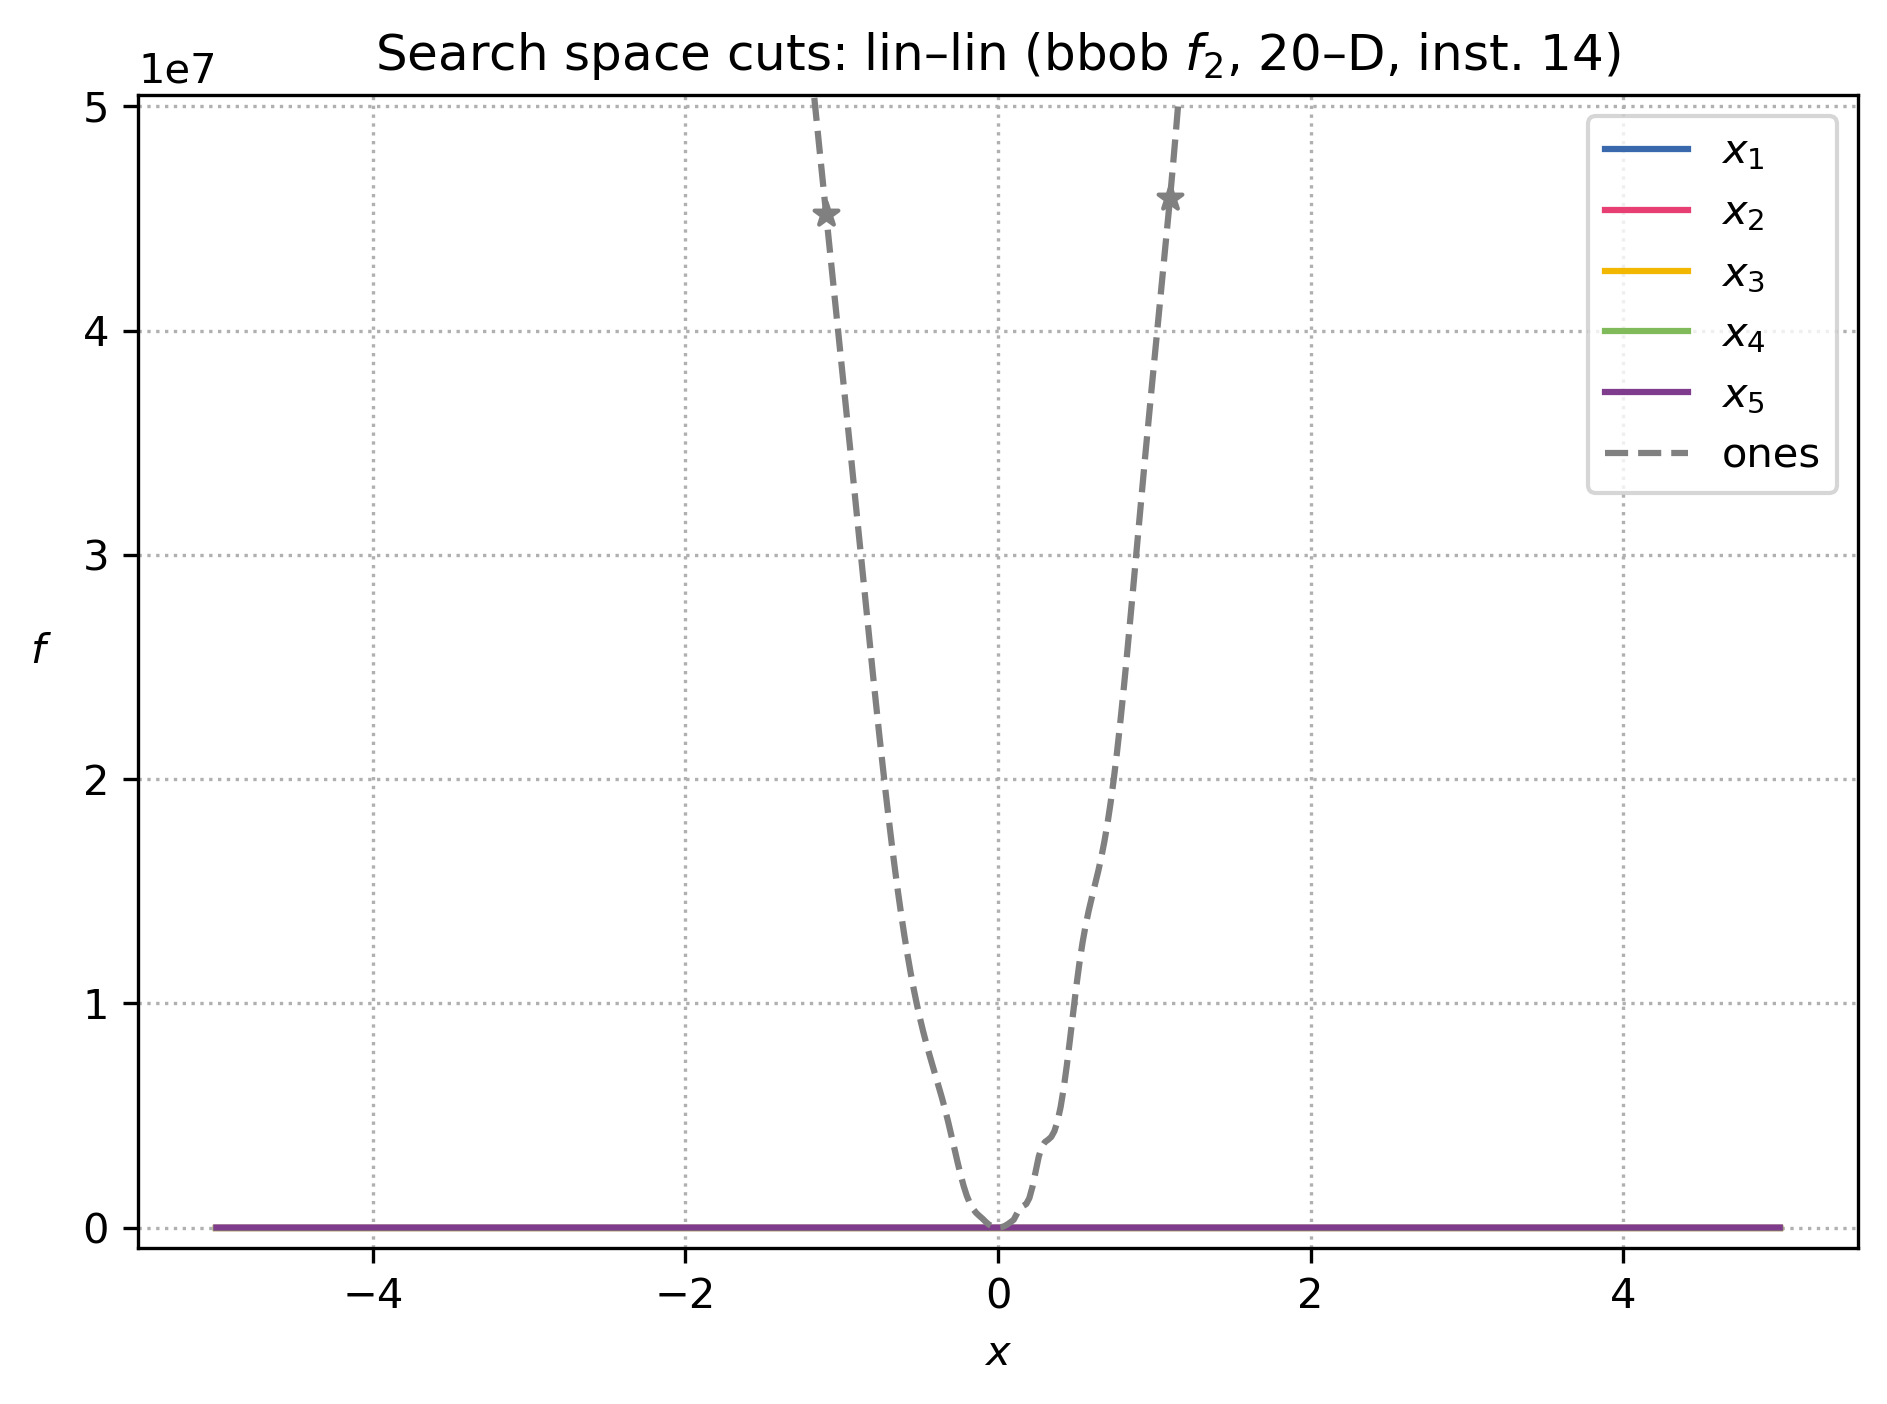 Search space cuts: lin–lin (bbob f₂, 20–D, inst. 14)
1e7
5
4
3
2
1
0
f
x₁
x₂
x₃
x₄
x₅
ones
−4 −2 0 2 4
x